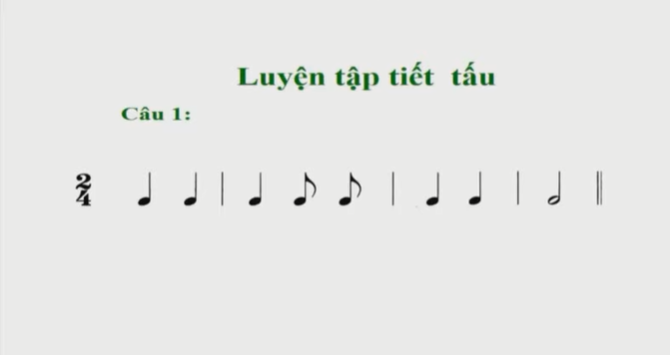 Luyện tập tiết tấu
Câu 1:
2
4